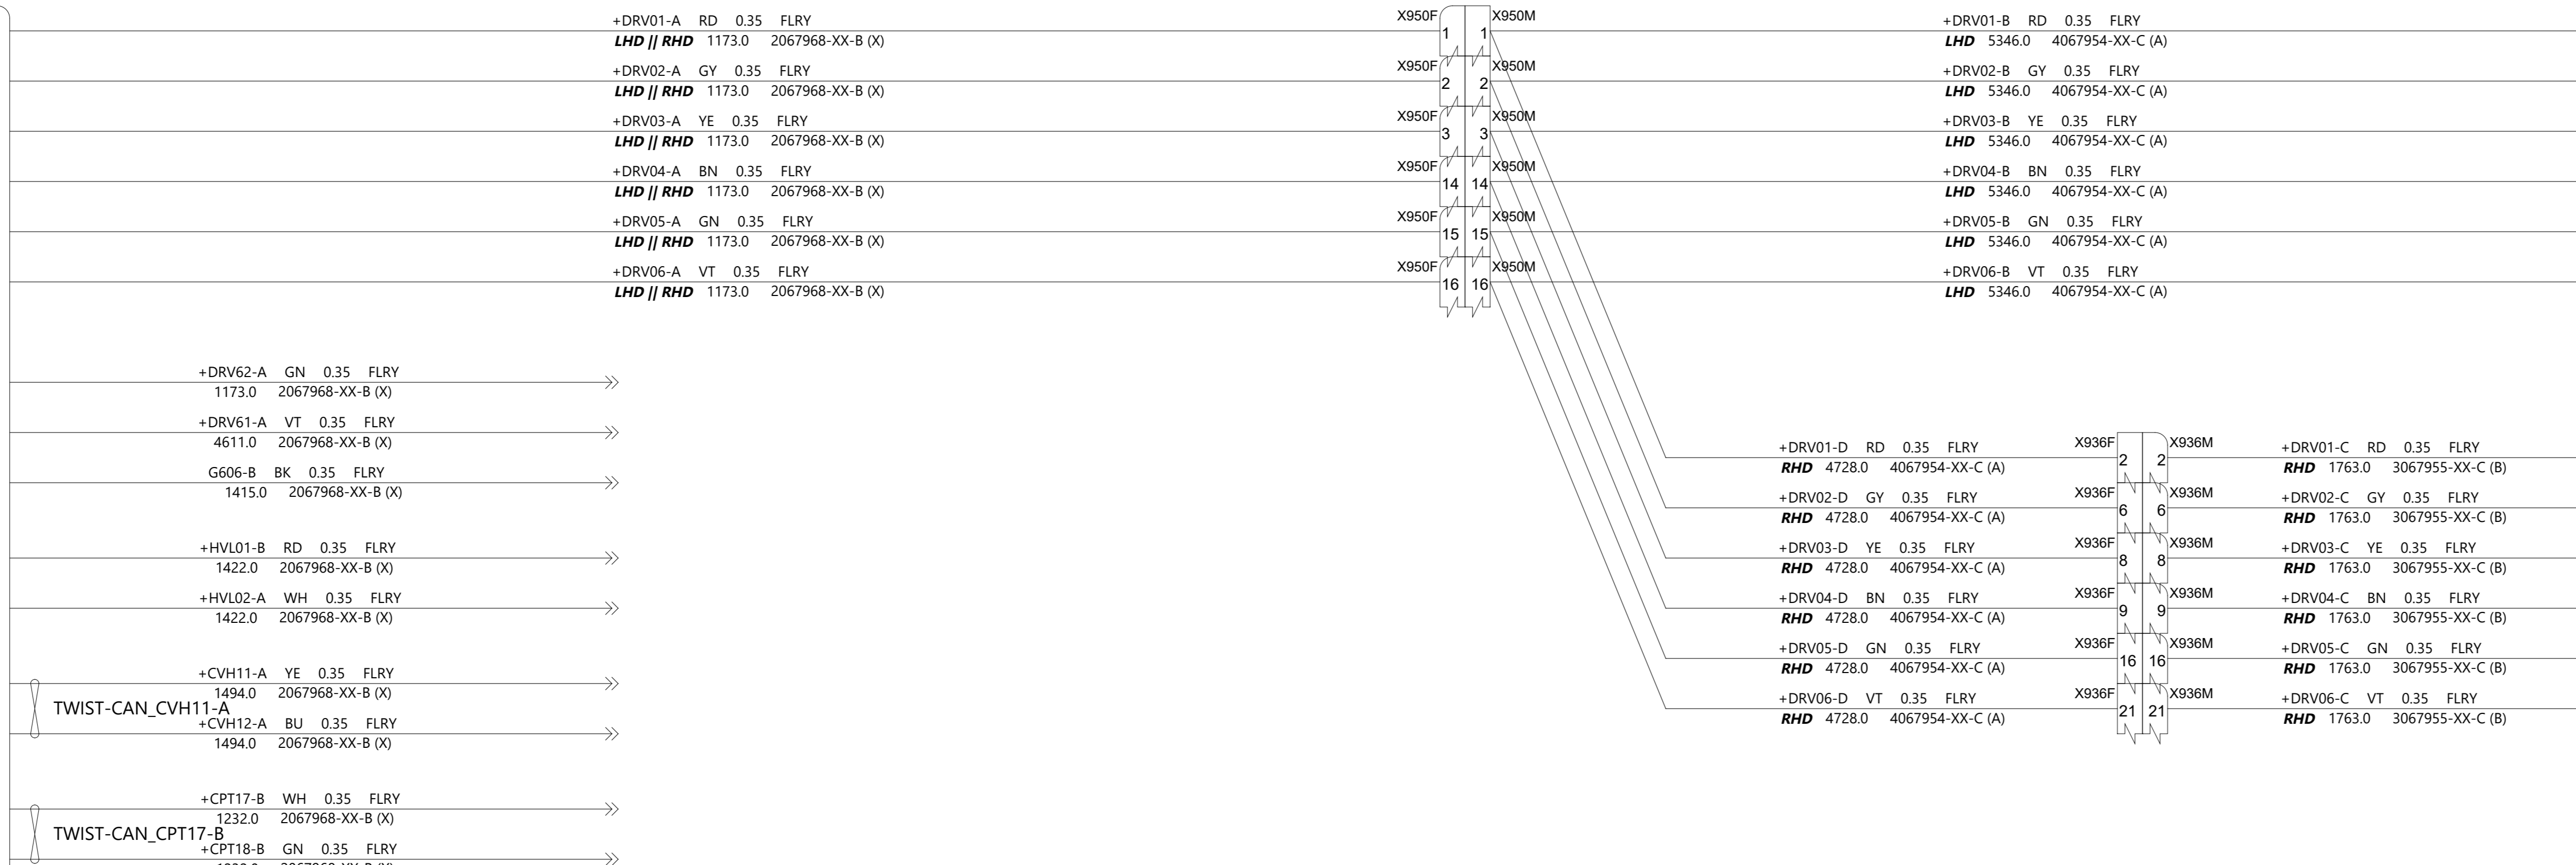 +DRV01-A RD 0.35 FLRY
LHD || RHD 1173.0 2067968-XX-B (X)
X950F 1 1 X950M
+DRV01-B RD 0.35 FLRY
LHD 5346.0 4067954-XX-C (A)
+DRV02-A GY 0.35 FLRY
LHD || RHD 1173.0 2067968-XX-B (X)
X950F 2 2 X950M
+DRV02-B GY 0.35 FLRY
LHD 5346.0 4067954-XX-C (A)
+DRV03-A YE 0.35 FLRY
LHD || RHD 1173.0 2067968-XX-B (X)
X950F 3 3 X950M
+DRV03-B YE 0.35 FLRY
LHD 5346.0 4067954-XX-C (A)
+DRV04-A BN 0.35 FLRY
LHD || RHD 1173.0 2067968-XX-B (X)
X950F 14 14 X950M
+DRV04-B BN 0.35 FLRY
LHD 5346.0 4067954-XX-C (A)
+DRV05-A GN 0.35 FLRY
LHD || RHD 1173.0 2067968-XX-B (X)
X950F 15 15 X950M
+DRV05-B GN 0.35 FLRY
LHD 5346.0 4067954-XX-C (A)
+DRV06-A VT 0.35 FLRY
LHD || RHD 1173.0 2067968-XX-B (X)
X950F 16 16 X950M
+DRV06-B VT 0.35 FLRY
LHD 5346.0 4067954-XX-C (A)
+DRV62-A GN 0.35 FLRY
1173.0 2067968-XX-B (X)
+DRV61-A VT 0.35 FLRY
4611.0 2067968-XX-B (X)
G606-B BK 0.35 FLRY
1415.0 2067968-XX-B (X)
+HVL01-B RD 0.35 FLRY
1422.0 2067968-XX-B (X)
+HVL02-A WH 0.35 FLRY
1422.0 2067968-XX-B (X)
+CVH11-A YE 0.35 FLRY
1494.0 2067968-XX-B (X)
TWIST-CAN_CVH11-A
+CVH12-A BU 0.35 FLRY
1494.0 2067968-XX-B (X)
+CPT17-B WH 0.35 FLRY
1232.0 2067968-XX-B (X)
TWIST-CAN_CPT17-B
+CPT18-B GN 0.35 FLRY
+DRV01-D RD 0.35 FLRY
RHD 4728.0 4067954-XX-C (A)
X936F 2 2 X936M
+DRV01-C RD 0.35 FLRY
RHD 1763.0 3067955-XX-C (B)
+DRV02-D GY 0.35 FLRY
RHD 4728.0 4067954-XX-C (A)
X936F 6 6 X936M
+DRV02-C GY 0.35 FLRY
RHD 1763.0 3067955-XX-C (B)
+DRV03-D YE 0.35 FLRY
RHD 4728.0 4067954-XX-C (A)
X936F 8 8 X936M
+DRV03-C YE 0.35 FLRY
RHD 1763.0 3067955-XX-C (B)
+DRV04-D BN 0.35 FLRY
RHD 4728.0 4067954-XX-C (A)
X936F 9 9 X936M
+DRV04-C BN 0.35 FLRY
RHD 1763.0 3067955-XX-C (B)
+DRV05-D GN 0.35 FLRY
RHD 4728.0 4067954-XX-C (A)
X936F 16 16 X936M
+DRV05-C GN 0.35 FLRY
RHD 1763.0 3067955-XX-C (B)
+DRV06-D VT 0.35 FLRY
RHD 4728.0 4067954-XX-C (A)
X936F 21 21 X936M
+DRV06-C VT 0.35 FLRY
RHD 1763.0 3067955-XX-C (B)